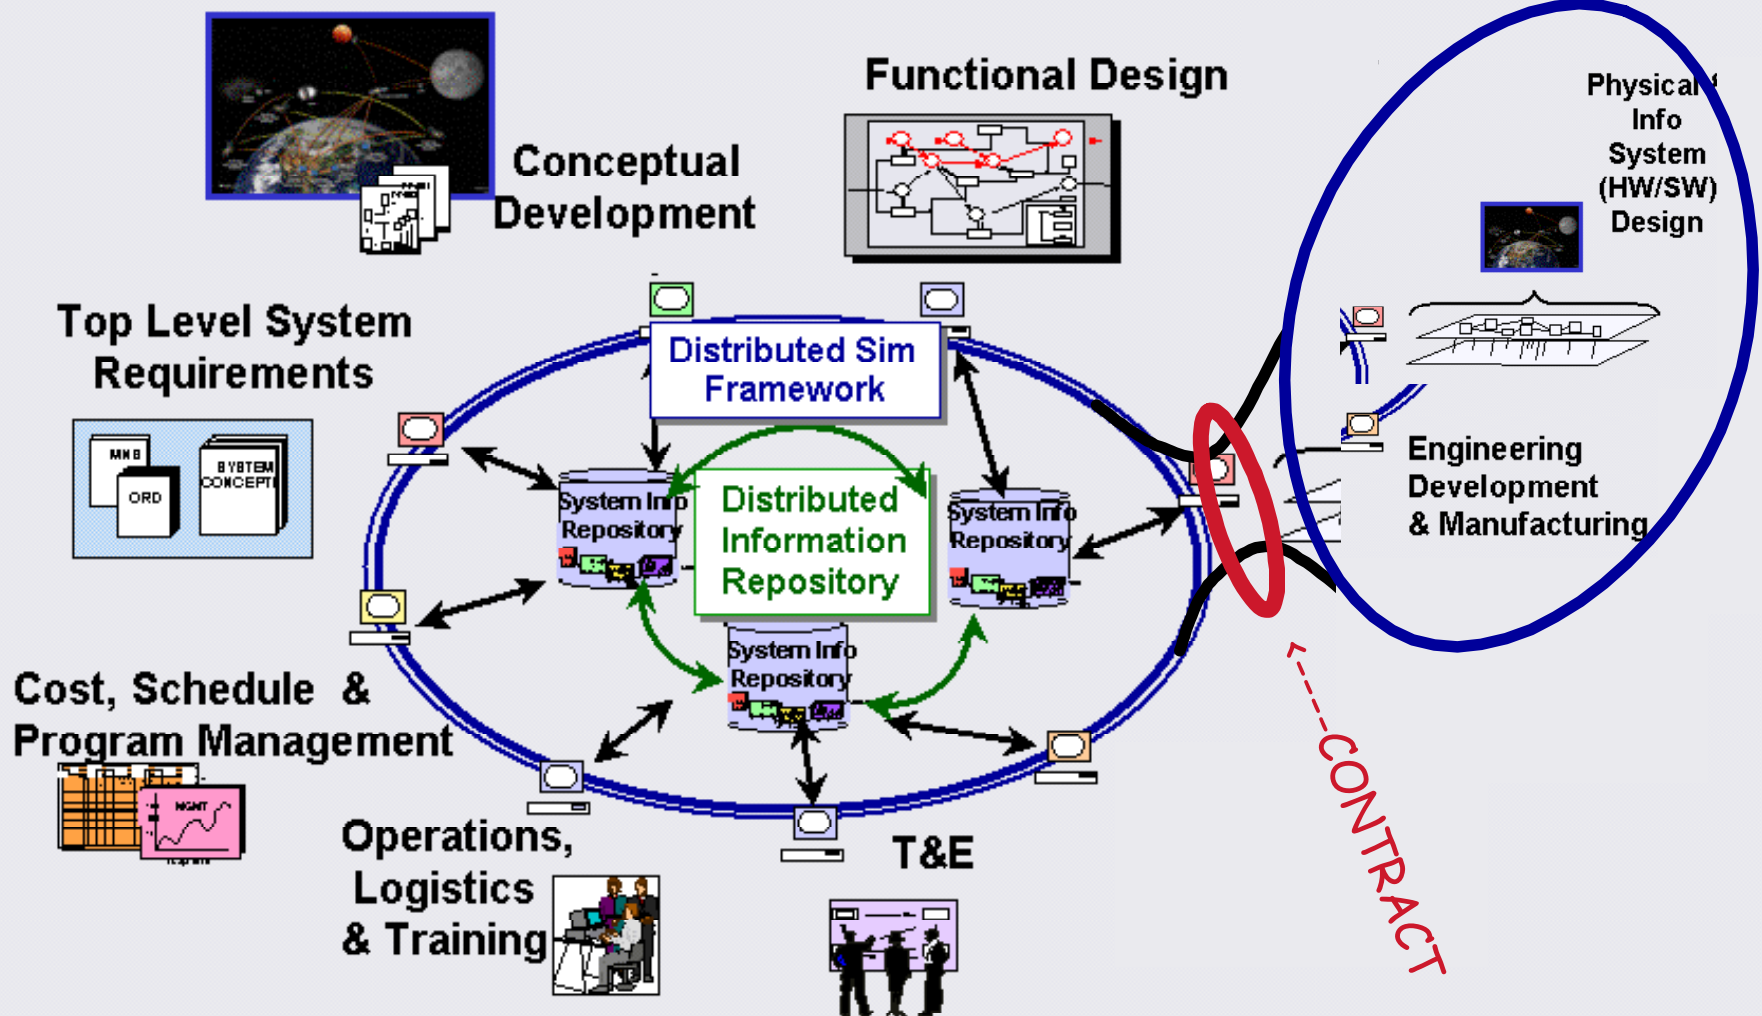 Conceptual
Development
Functional Design
Physical
Info
System
(HW/SW)
Design
Top Level System
Requirements
MNS
ORD
SYSTEM
CONCEPT
Distributed Sim
Framework
System Info
Repository
Distributed
Information
Repository
System Info
Repository
System Info
Repository
Engineering
Development
& Manufacturing
Cost, Schedule &
Program Management
MGMT
Operations,
Logistics
& Training
T&E
CONTRACT